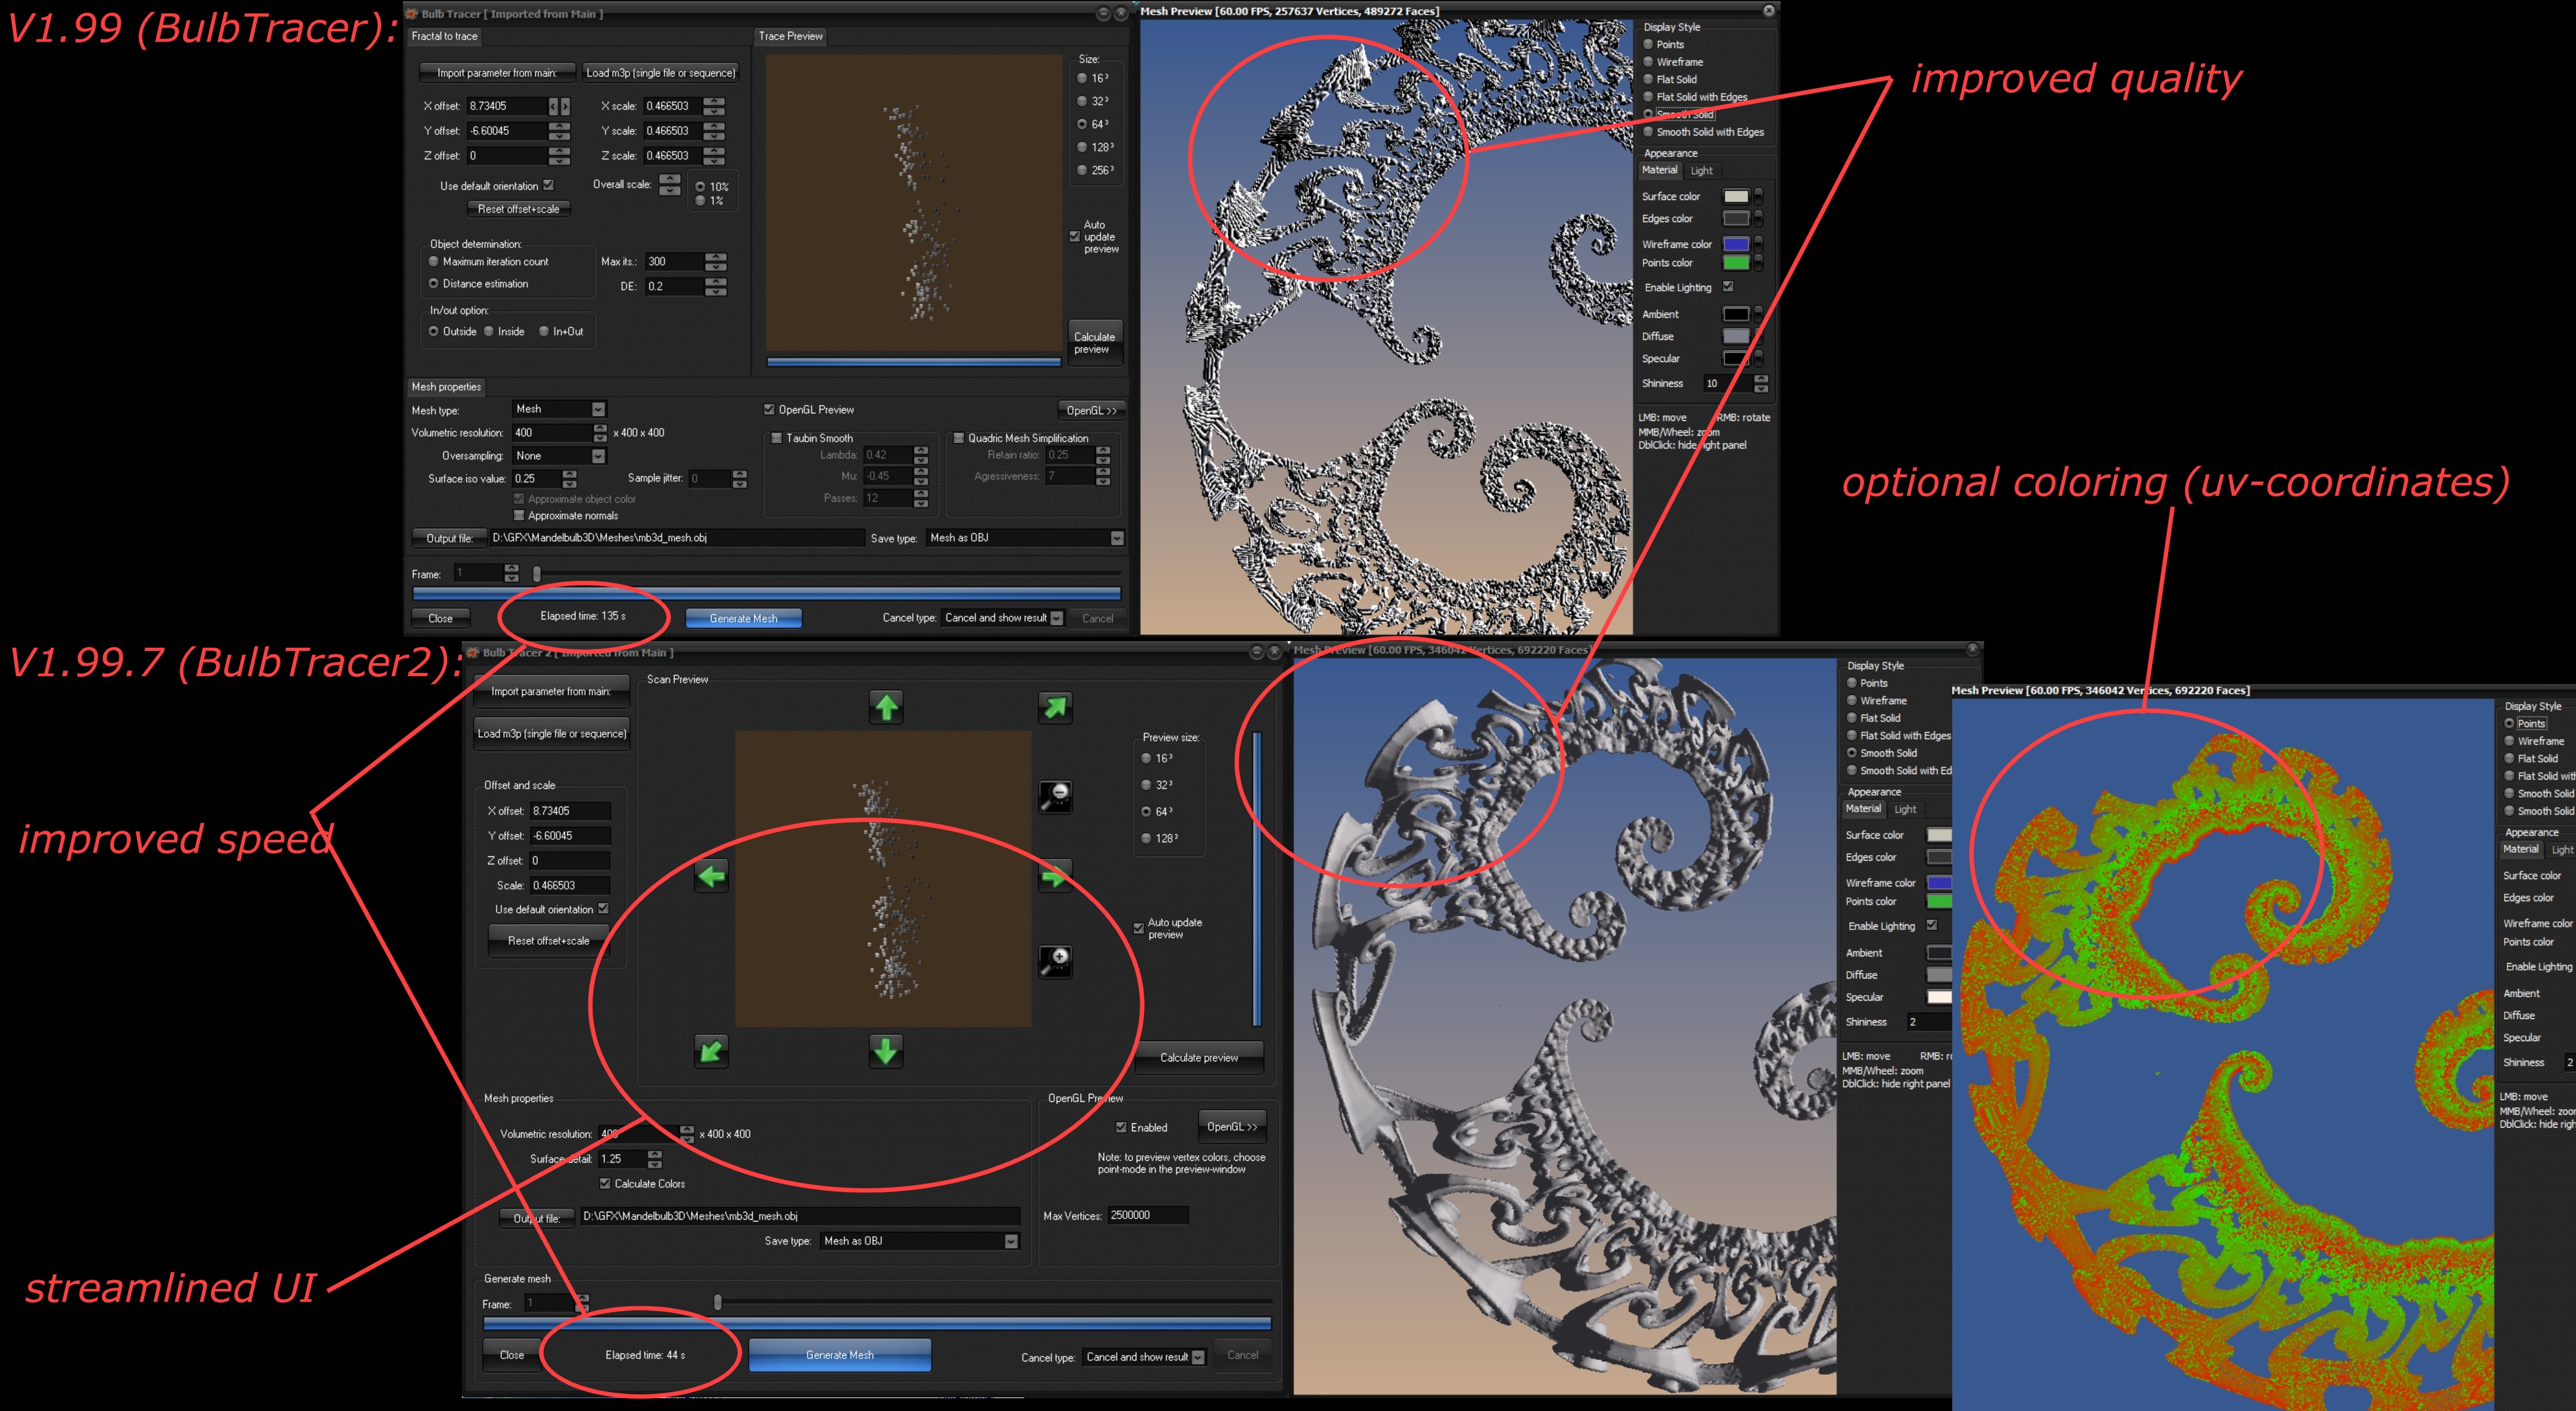 V1.99 (BulbTracer):
Bulb Tracer [ Imported from Main ]
Fractal to trace
Trace Preview
Import parameter from main:
Load m3p (single file or sequence)
X offset: 8.73405
X scale: 0.466503
Y offset: -6.60045
Y scale: 0.466503
Z offset: 0
Z scale: 0.466503
Use default orientation
Overall scale:
10%
1%
Reset offset+scale
Object determination:
Maximum iteration count
Max its.: 300
Distance estimation
DE: 0.2
In/out option:
Outside
Inside
In+Out
Size:
16³
32³
64³
128³
256³
Auto
update
preview
Calculate
preview
Mesh properties
Mesh type: Mesh
OpenGL Preview
OpenGL >>
Volumetric resolution: 400 x 400 x 400
Oversampling: None
Surface iso value: 0.25
Sample jitter: 0
Approximate object color
Approximate normals
Taubin Smooth
Lambda: 0.42
Mu: -0.45
Passes: 12
Quadric Mesh Simplification
Retain ratio: 0.25
Agressiveness: 7
Output file: D:\GFX\Mandelbulb3D\Meshes\mb3d_mesh.obj
Save type: Mesh as OBJ
Frame: 1
Close
Elapsed time: 135 s
Generate Mesh
Cancel type: Cancel and show result
Cancel
Mesh Preview [60.00 FPS, 257637 Vertices, 489272 Faces]
Display Style
Points
Wireframe
Flat Solid
Flat Solid with Edges
Smooth Solid
Smooth Solid with Edges
Appearance
Material
Light
Surface color
Edges color
Wireframe color
Points color
Enable Lighting
Ambient
Diffuse
Specular
Shininess 10
LMB: move RMB: rotate
MMB/Wheel: zoom
DblClick: hide right panel
improved quality
optional coloring (uv-coordinates)
V1.99.7 (BulbTracer2):
improved speed
streamlined UI
Bulb Tracer 2 [ Imported from Main ]
Import parameter from main:
Load m3p (single file or sequence)
Offset and scale
X offset: 8.73405
Y offset: -6.60045
Z offset: 0
Scale: 0.466503
Use default orientation
Reset offset+scale
Scan Preview
Preview size:
16³
32³
64³
128³
Auto update
preview
Calculate preview
Mesh properties
Volumetric resolution: 400 x 400 x 400
Surface detail: 1.25
Calculate Colors
Output file: D:\GFX\Mandelbulb3D\Meshes\mb3d_mesh.obj
Save type: Mesh as OBJ
OpenGL Preview
Enabled
OpenGL >>
Note: to preview vertex colors, choose
point-mode in the preview-window
Max Vertices: 2500000
Generate mesh
Frame: 1
Close
Elapsed time: 44 s
Generate Mesh
Cancel type: Cancel and show result
Cancel
Mesh Preview [60.00 FPS, 346042 Vertices, 692220 Faces]
Display Style
Points
Wireframe
Flat Solid
Flat Solid with Edges
Smooth Solid
Smooth Solid with Ed
Appearance
Material
Light
Surface color
Edges color
Wireframe color
Points color
Enable Lighting
Ambient
Diffuse
Specular
Shininess 2
LMB: move RMB: r
MMB/Wheel: zoom
DblClick: hide right panel
Mesh Preview [60.00 FPS, 346042 Vertices, 692220 Faces]
Display Style
Points
Wireframe
Flat Solid
Flat Solid with
Smooth Solid
Smooth Solid
Appearance
Material
Light
Surface color
Edges color
Wireframe color
Points color
Enable Lighting
Ambient
Diffuse
Specular
Shininess 2
LMB: move
MMB/Wheel: zoo
DblClick: hide righ